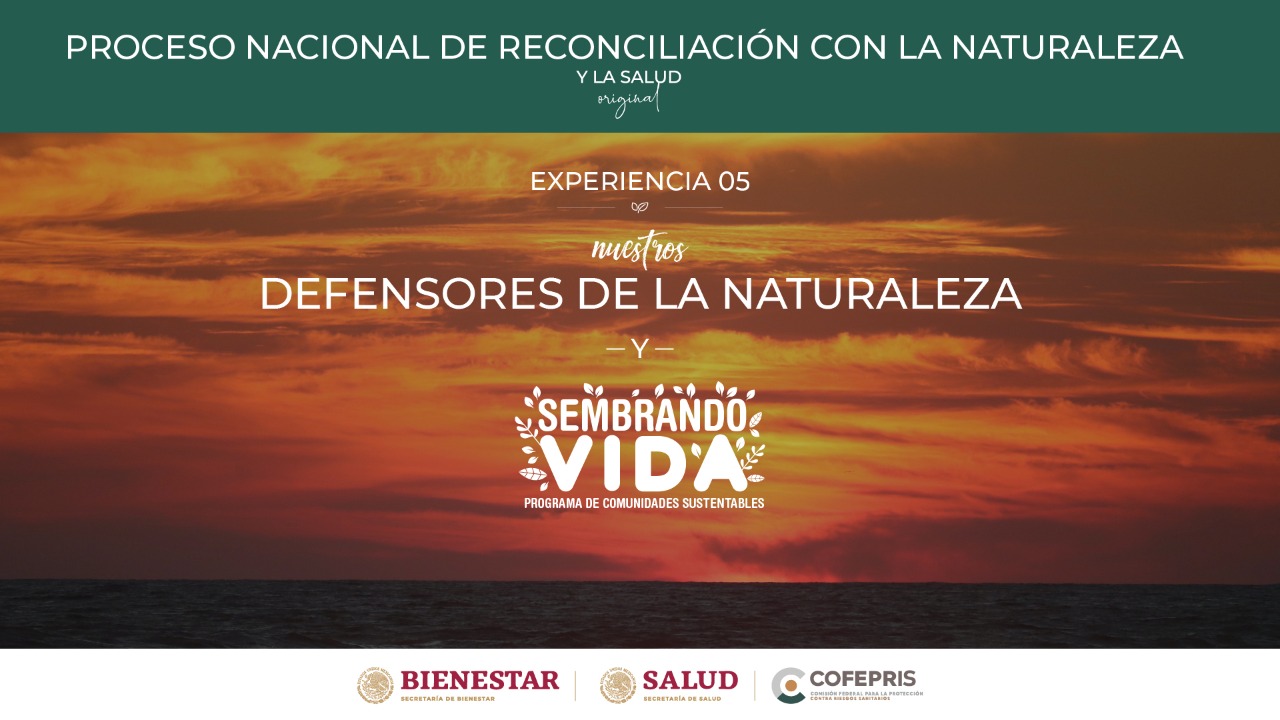 PROCESO NACIONAL DE RECONCILIACIÓN CON LA NATURALEZA
Y LA SALUD
original
EXPERIENCIA 05
nuestros
DEFENSORES DE LA NATURALEZA
— Y —
SEMBRANDO
VIDA
PROGRAMA DE COMUNIDADES SUSTENTABLES
BIENESTAR
SECRETARÍA DE BIENESTAR
SALUD
SECRETARÍA DE SALUD
COFEPRIS
COMISIÓN FEDERAL PARA LA PROTECCIÓN
CONTRA RIESGOS SANITARIOS